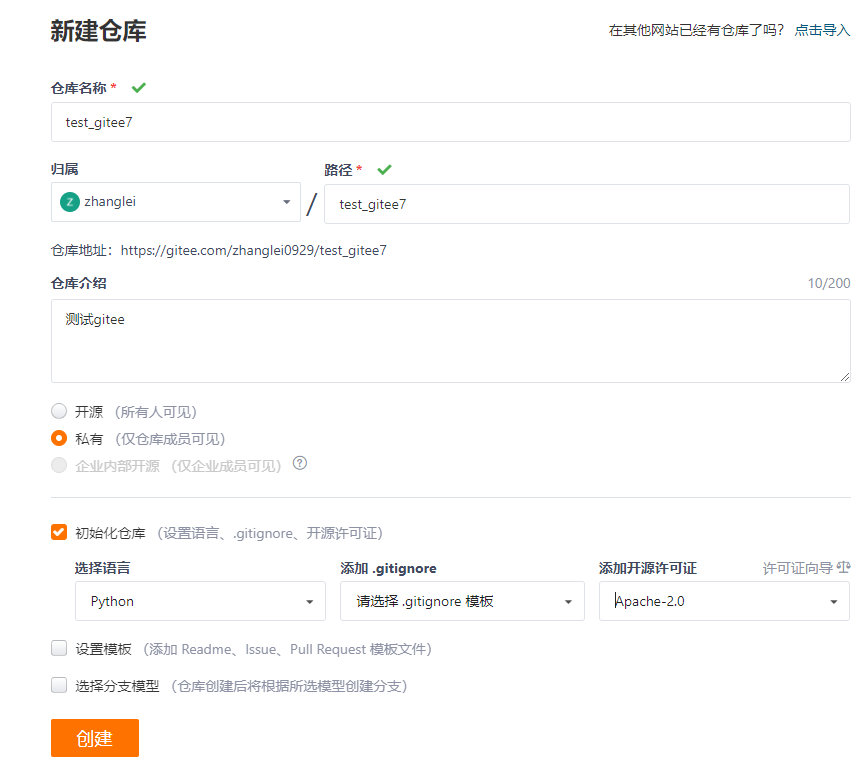 新建仓库
在其他网站已经有仓库了吗? 点击导入
仓库名称 *
test_gitee7
归属
路径 *
Z zhanglei
/
test_gitee7
仓库地址：https://gitee.com/zhanglei0929/test_gitee7
仓库介绍
10/200
测试gitee
开源（所有人可见）
私有（仅仓库成员可见）
企业内部开源（仅企业成员可见）?
初始化仓库（设置语言、.gitignore、开源许可证）
选择语言
添加 .gitignore
添加开源许可证
许可证向导
Python
请选择 .gitignore 模板
Apache-2.0
设置模板（添加 Readme、Issue、Pull Request 模板文件）
选择分支模型（仓库创建后将根据所选模型创建分支）
创建